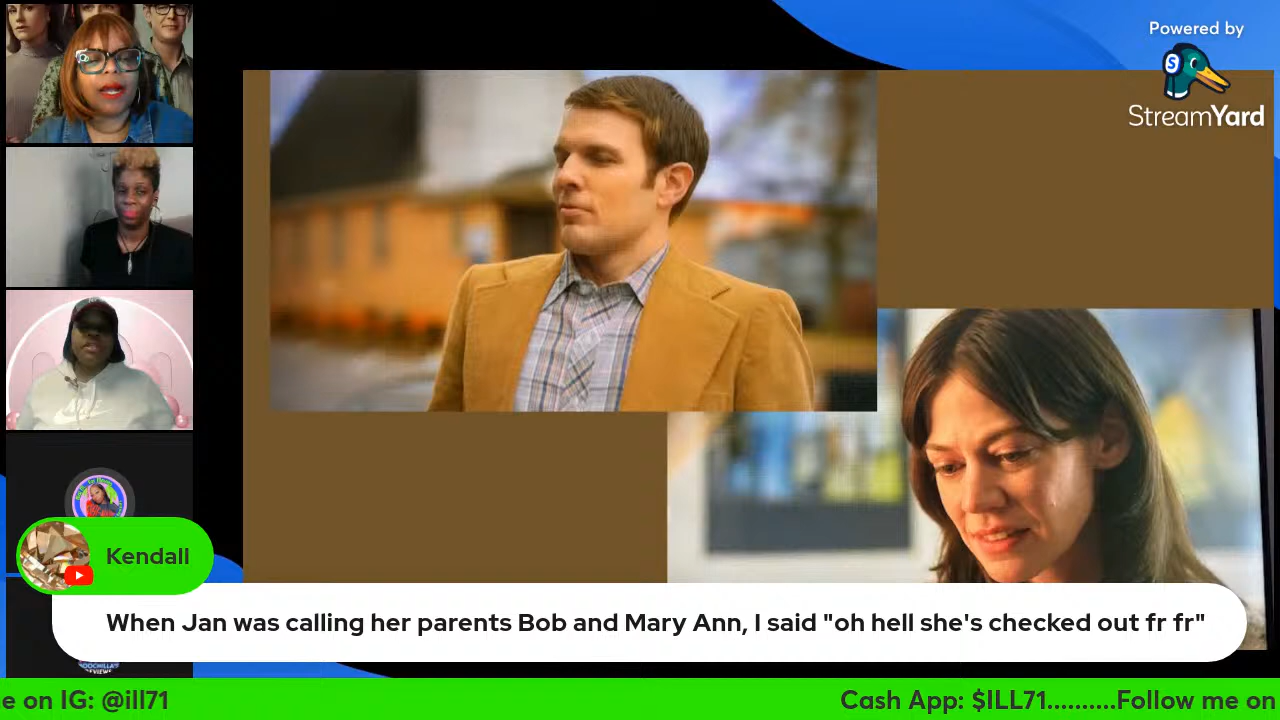 Powered by
StreamYard
Kendall
When Jan was calling her parents Bob and Mary Ann, I said "oh hell she's checked out fr fr"
e on IG: @ill71
Cash App: $ILL71..........Follow me on